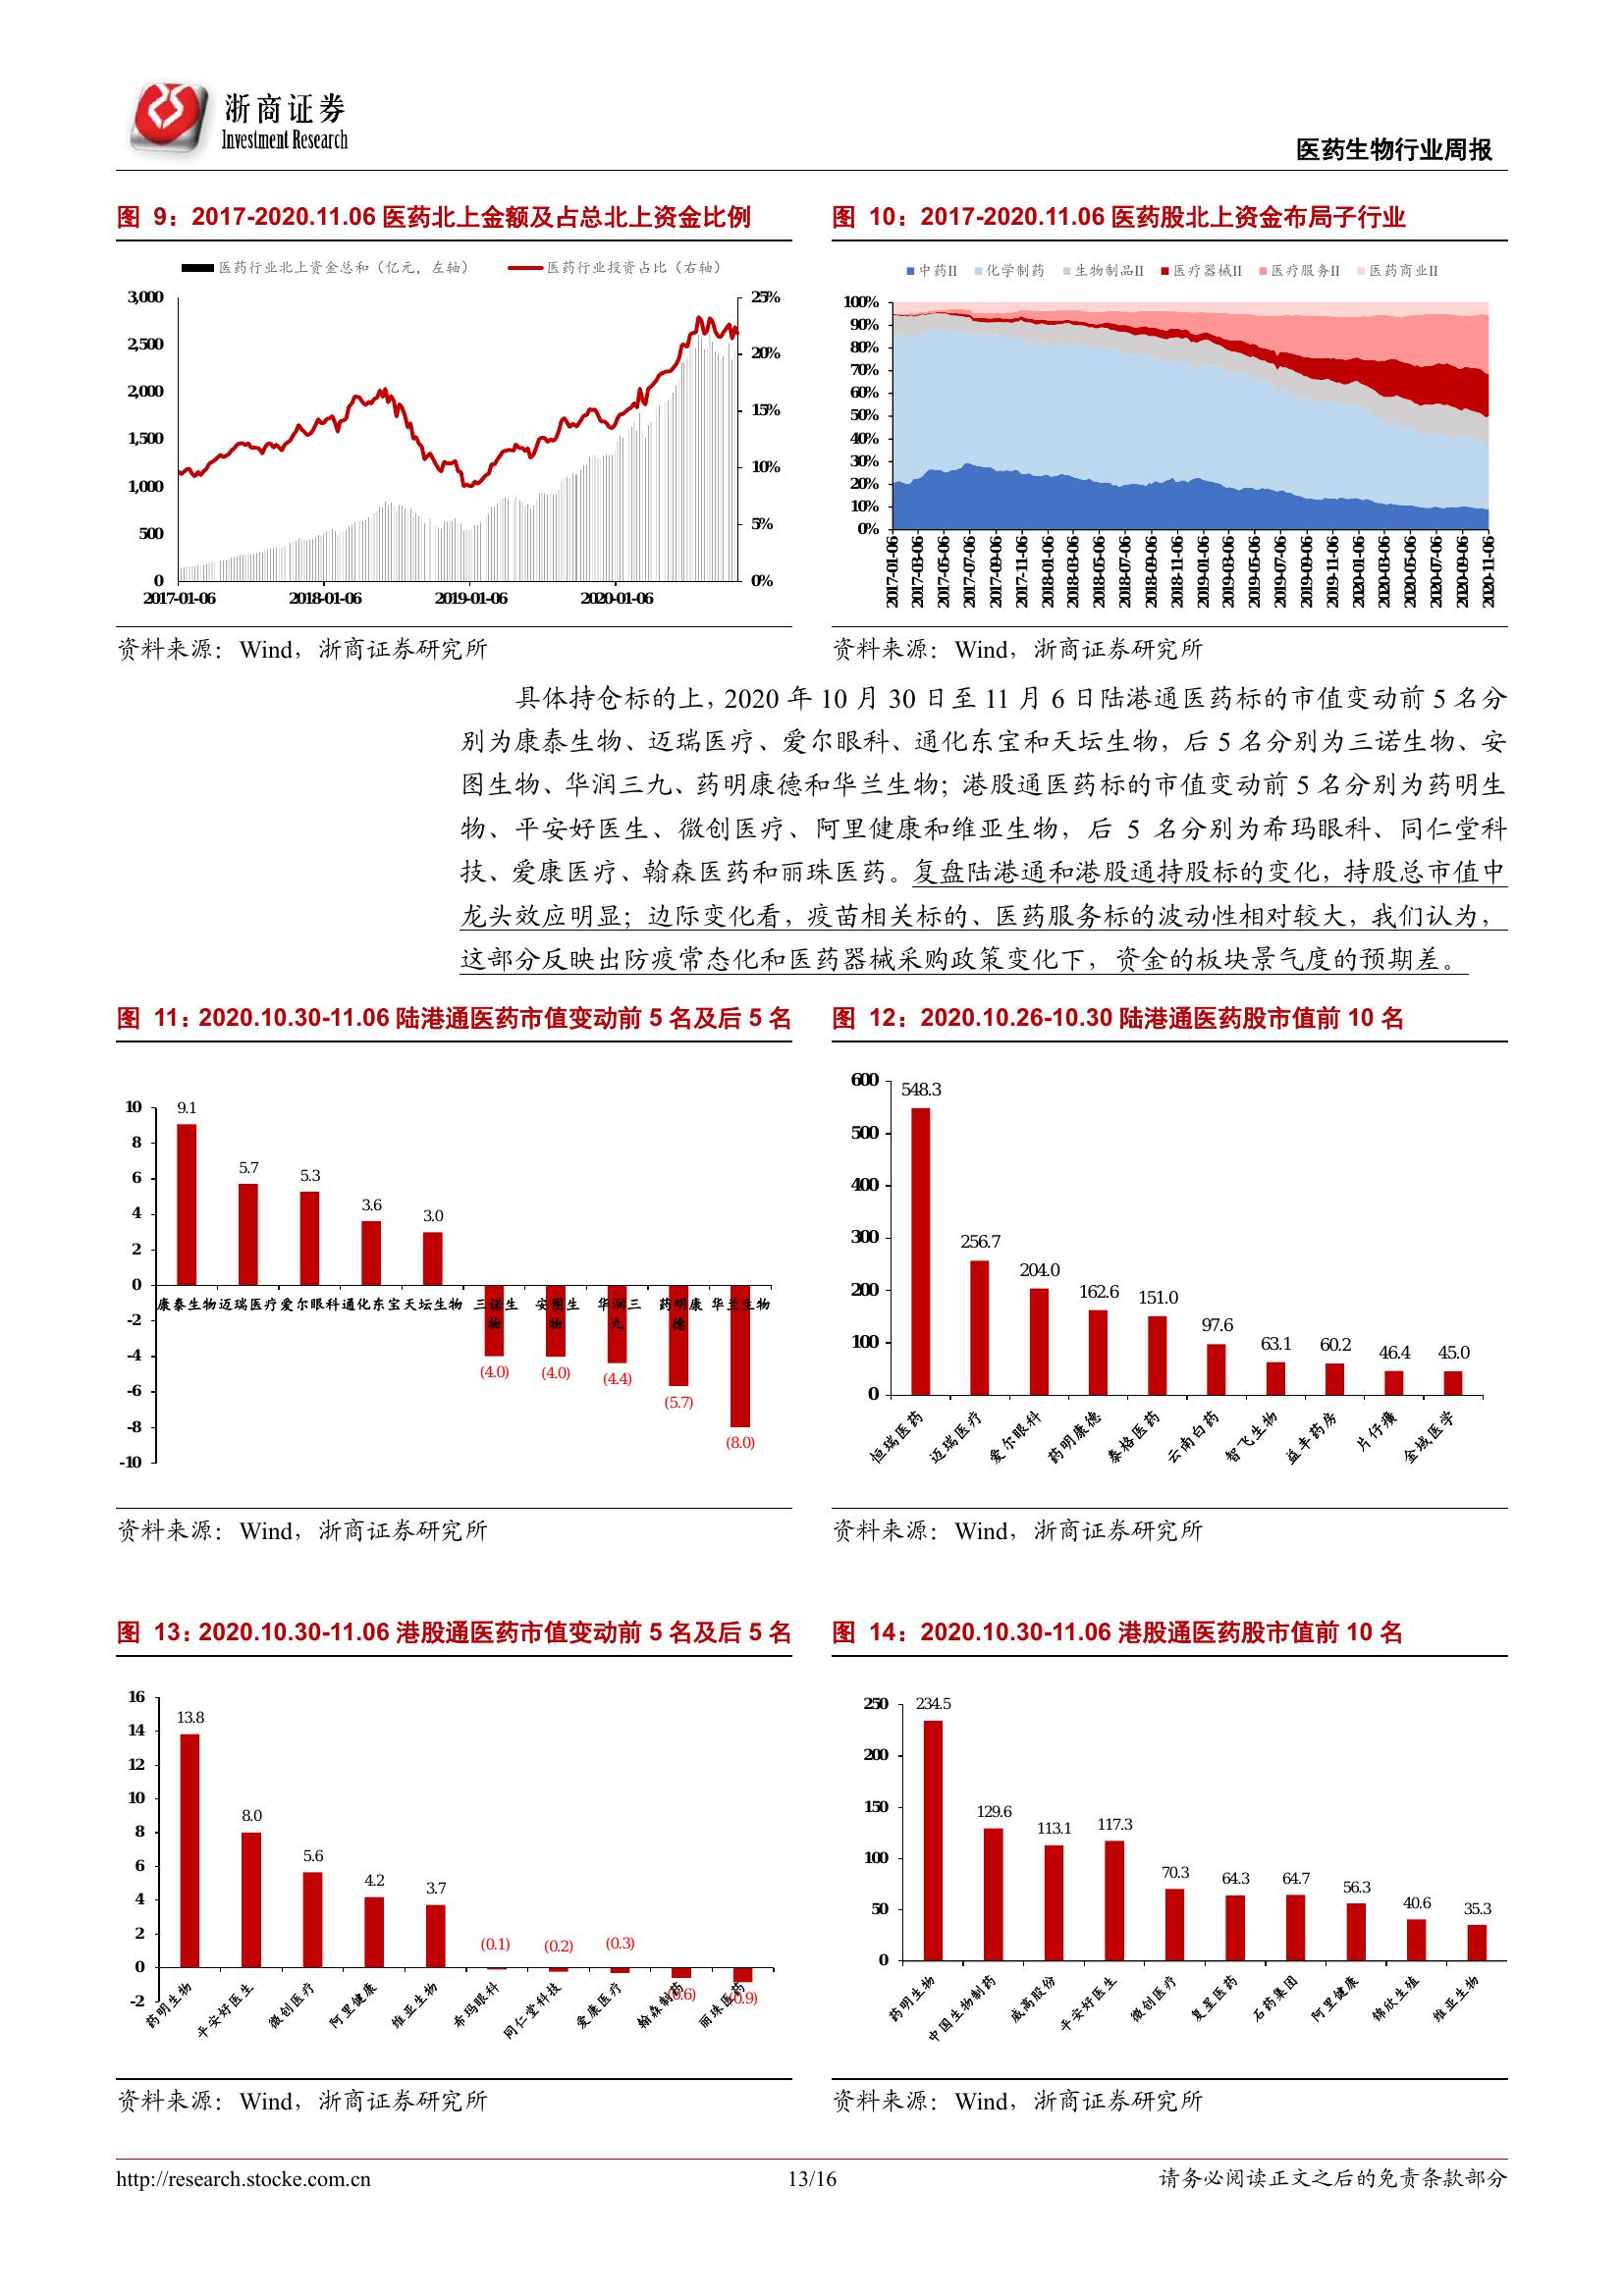 浙商证券
Investment Research
医药生物行业周报
图 9：2017-2020.11.06 医药北上金额及占总北上资金比例
医药行业北上资金总和（亿元，左轴）
医药行业投资占比（右轴）
3,000
2,500
2,000
1,500
1,000
500
0
25%
20%
15%
10%
5%
0%
2017-01-06
2018-01-06
2019-01-06
2020-01-06
资料来源：Wind，浙商证券研究所
图 10：2017-2020.11.06 医药股北上资金布局子行业
中药II
化学制药
生物制品II
医疗器械II
医疗服务II
医药商业II
100%
90%
80%
70%
60%
50%
40%
30%
20%
10%
0%
2017-01-06
2017-03-06
2017-05-06
2017-07-06
2017-09-06
2017-11-06
2018-01-06
2018-03-06
2018-05-06
2018-07-06
2018-09-06
2018-11-06
2019-01-06
2019-03-06
2019-05-06
2019-07-06
2019-09-06
2019-11-06
2020-01-06
2020-03-06
2020-05-06
2020-07-06
2020-09-06
2020-11-06
资料来源：Wind，浙商证券研究所
具体持仓标的上，2020 年 10 月 30 日至 11 月 6 日陆港通医药标的市值变动前 5 名分
别为康泰生物、迈瑞医疗、爱尔眼科、通化东宝和天坛生物，后 5 名分别为三诺生物、安
图生物、华润三九、药明康德和华兰生物；港股通医药标的市值变动前 5 名分别为药明生
物、平安好医生、微创医疗、阿里健康和维亚生物，后 5 名分别为希玛眼科、同仁堂科
技、爱康医疗、翰森医药和丽珠医药。复盘陆港通和港股通持股标的变化，持股总市值中
龙头效应明显；边际变化看，疫苗相关标的、医药服务标的波动性相对较大，我们认为，
这部分反映出防疫常态化和医药器械采购政策变化下，资金的板块景气度的预期差。
图 11：2020.10.30-11.06 陆港通医药市值变动前 5 名及后 5 名
10
8
6
4
2
0
-2
-4
-6
-8
-10
9.1
5.7
5.3
3.6
3.0
(4.0)
(4.0)
(4.4)
(5.7)
(8.0)
康泰生物
迈瑞医疗
爱尔眼科
通化东宝
天坛生物
三诺生
物
安图生
物
华润三
九
药明康
德
华兰生物
资料来源：Wind，浙商证券研究所
图 12：2020.10.26-10.30 陆港通医药股市值前 10 名
600
500
400
300
200
100
0
548.3
256.7
204.0
162.6
151.0
97.6
63.1
60.2
46.4
45.0
恒瑞医药
迈瑞医疗
爱尔眼科
药明康德
泰格医药
云南白药
智飞生物
益丰药房
片仔癀
金域医学
资料来源：Wind，浙商证券研究所
图 13：2020.10.30-11.06 港股通医药市值变动前 5 名及后 5 名
16
14
12
10
8
6
4
2
0
-2
13.8
8.0
5.6
4.2
3.7
(0.1)
(0.2)
(0.3)
(0.6)
(0.9)
药明生物
平安好医生
微创医疗
阿里健康
维亚生物
希玛眼科
同仁堂科技
爱康医疗
翰森制药
丽珠医药
资料来源：Wind，浙商证券研究所
图 14：2020.10.30-11.06 港股通医药股市值前 10 名
250
200
150
100
50
0
234.5
129.6
113.1
117.3
70.3
64.3
64.7
56.3
40.6
35.3
药明生物
中国生物制药
威高股份
平安好医生
微创医疗
复星医药
石药集团
阿里健康
锦欣生殖
维亚生物
资料来源：Wind，浙商证券研究所
http://research.stocke.com.cn
13/16
请务必阅读正文之后的免责条款部分